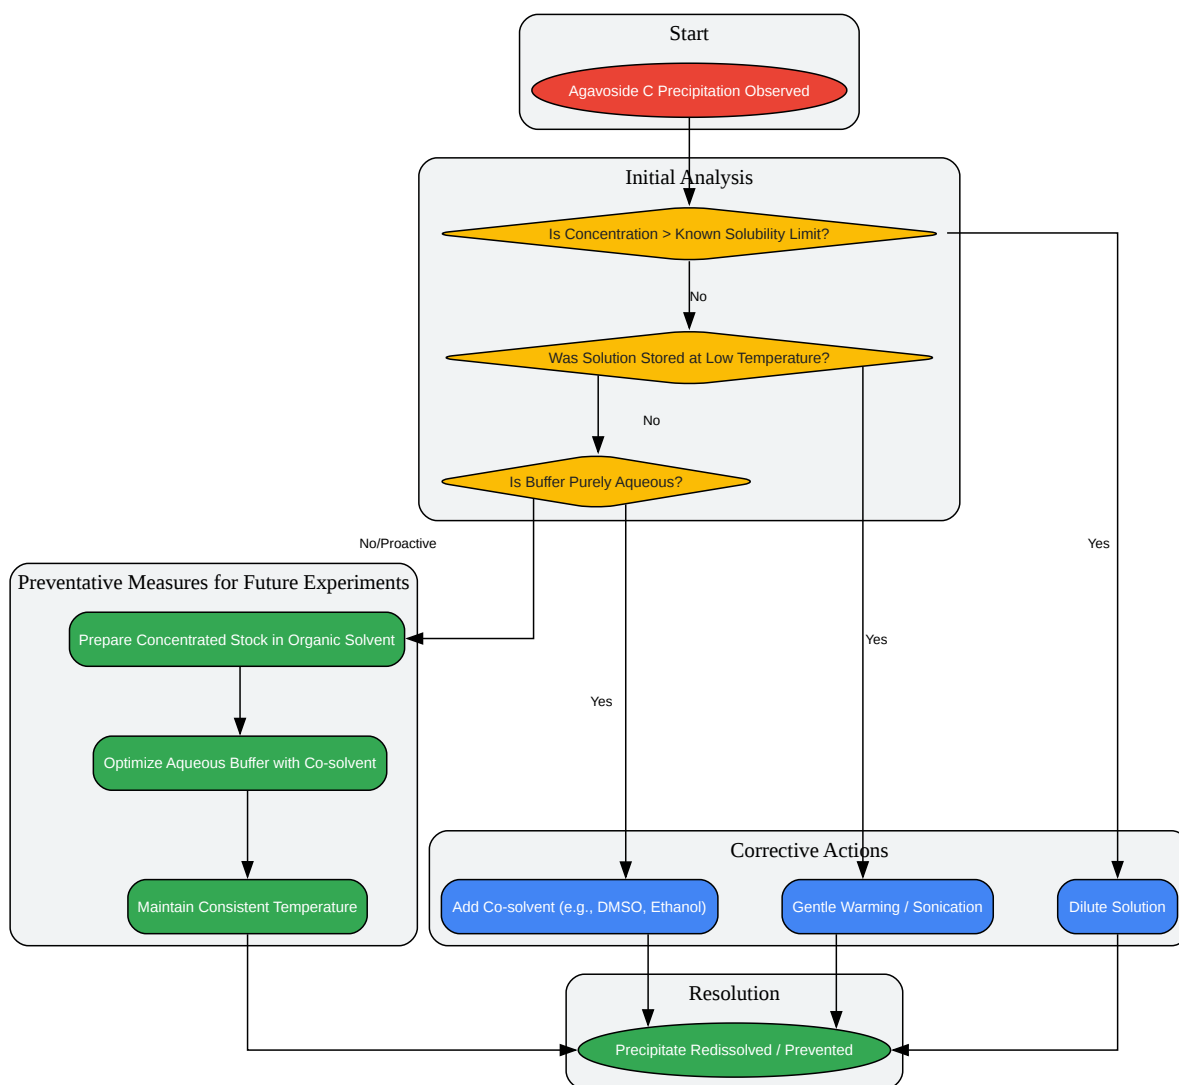 Start
Agavoside C Precipitation Observed
Initial Analysis
Is Concentration > Known Solubility Limit?
No
Was Solution Stored at Low Temperature?
No
Is Buffer Purely Aqueous?
No/Proactive
Yes
Preventative Measures for Future Experiments
Prepare Concentrated Stock in Organic Solvent
Yes
Yes
Optimize Aqueous Buffer with Co-solvent
Corrective Actions
Maintain Consistent Temperature
Add Co-solvent (e.g., DMSO, Ethanol)
Gentle Warming / Sonication
Dilute Solution
Resolution
Precipitate Redissolved / Prevented